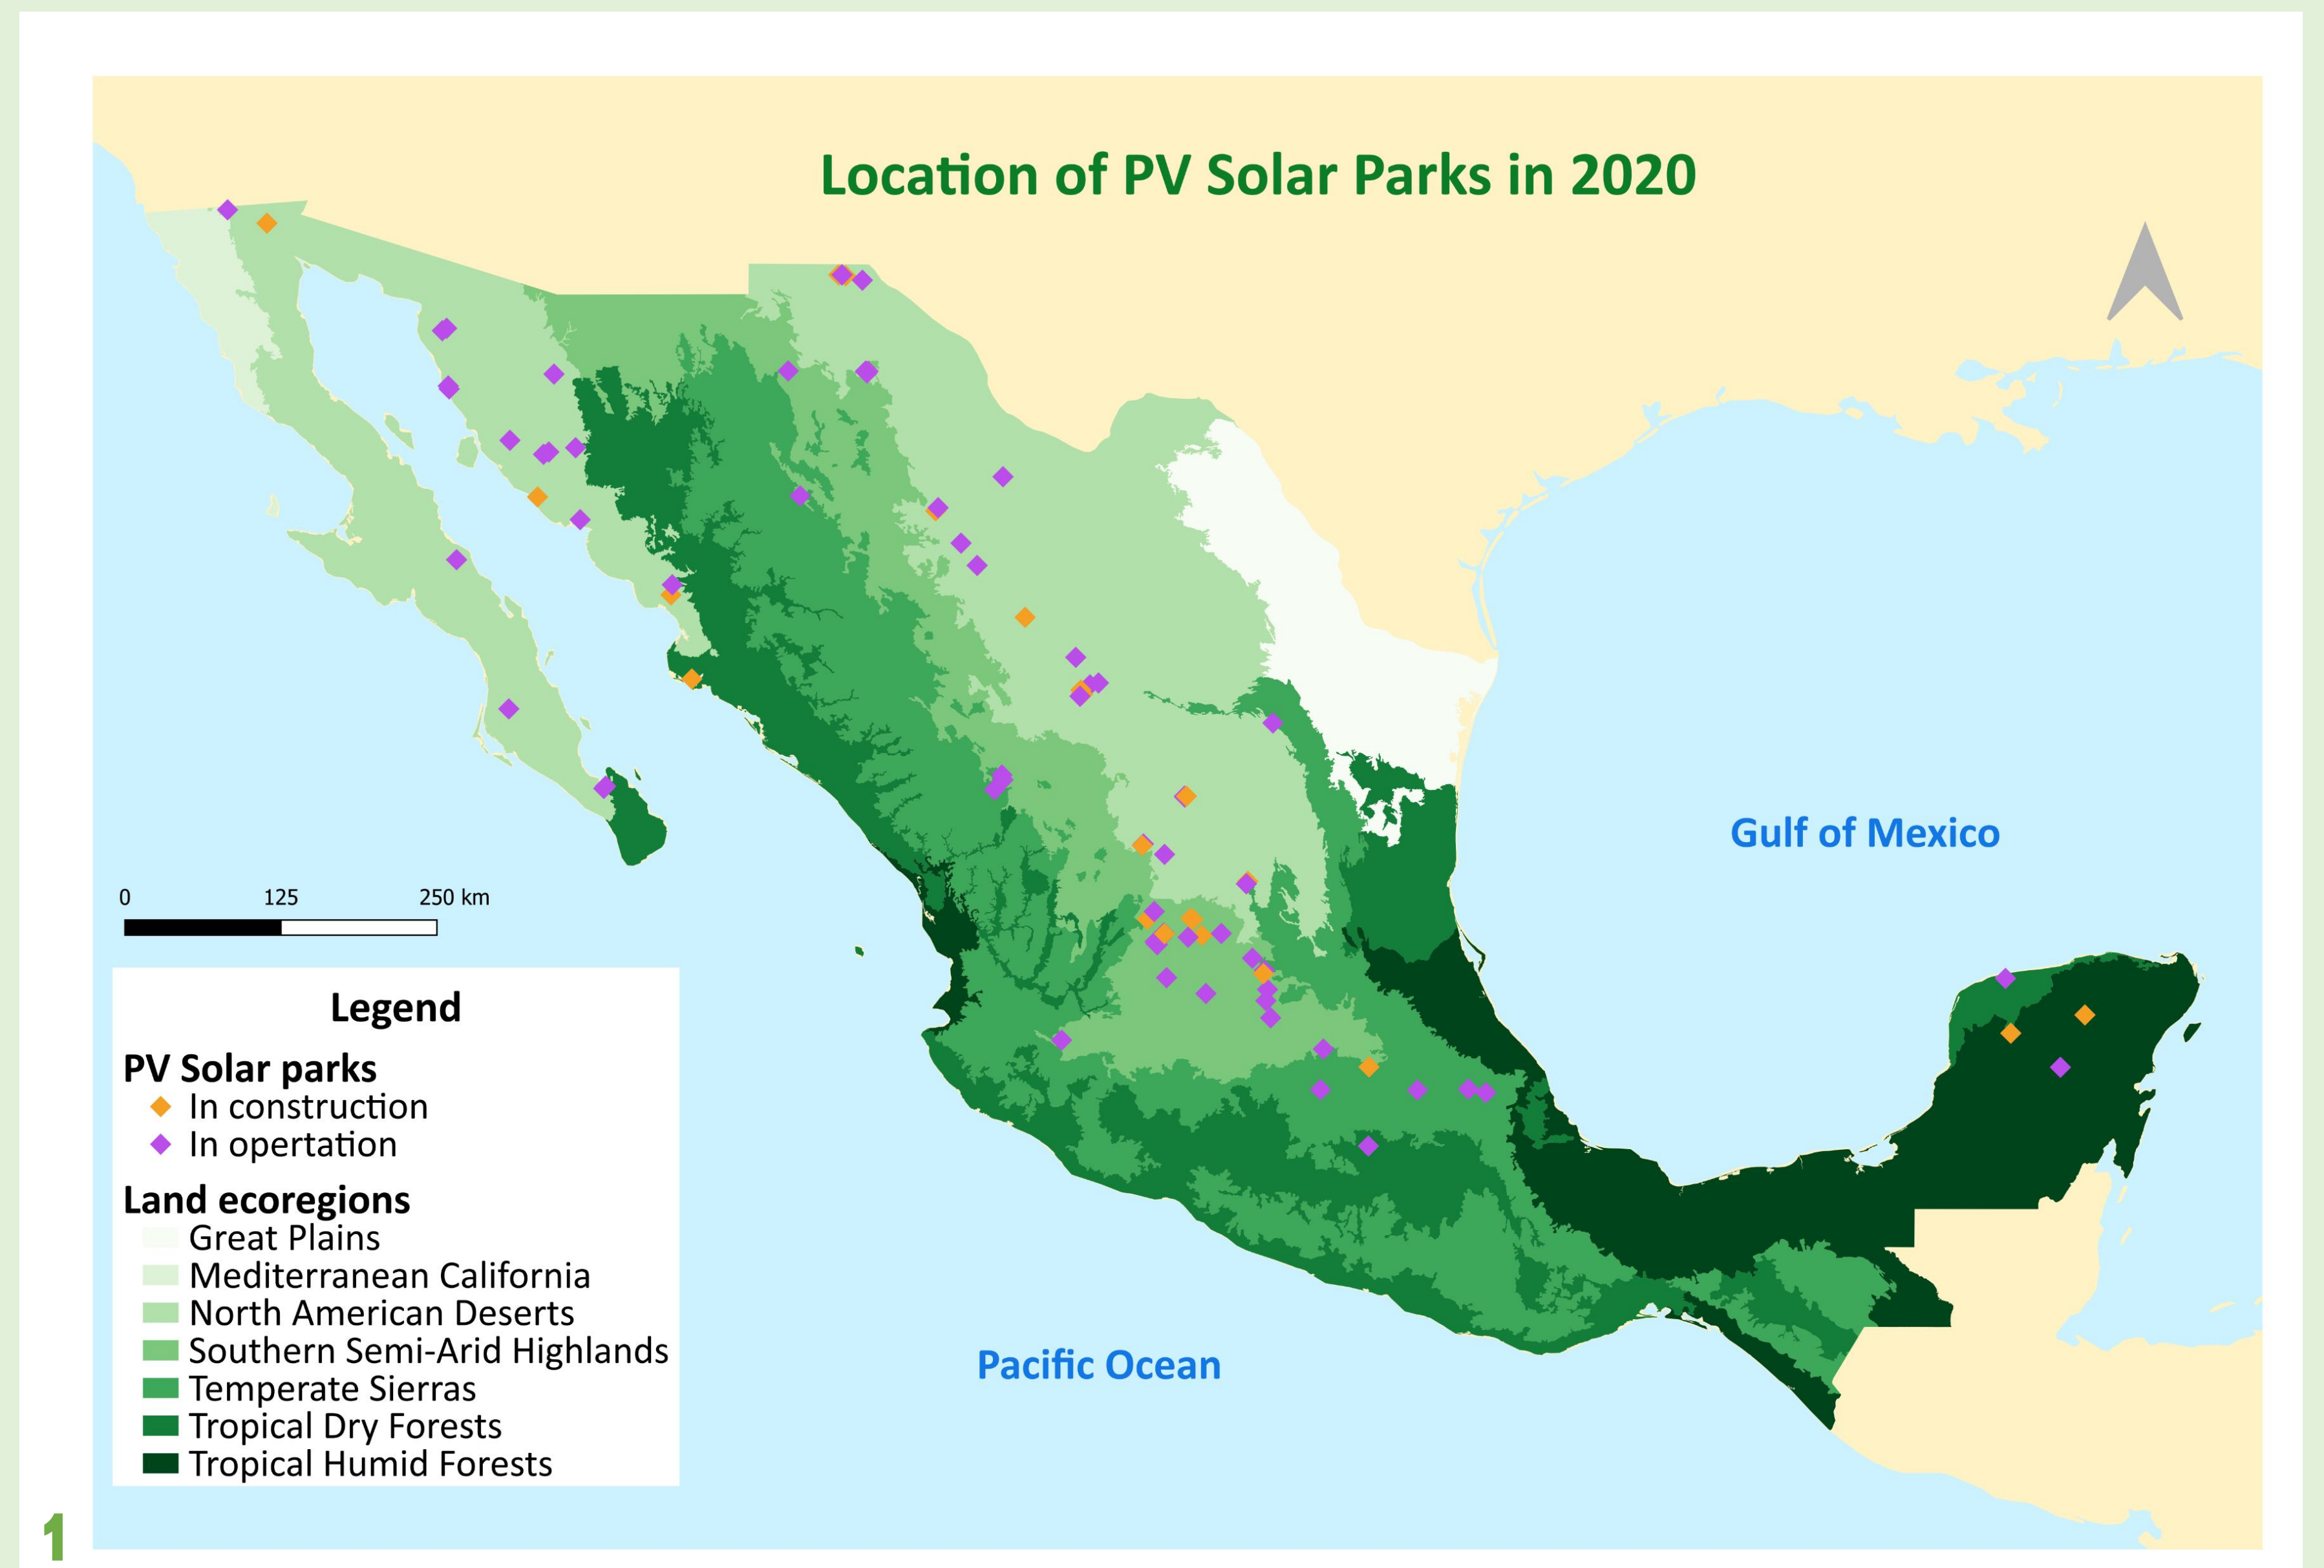 Location of PV Solar Parks in 2020
Gulf of Mexico
0 125 250 km
Legend
PV Solar parks
In construction
In opertation
Land ecoregions
Great Plains
Mediterranean California
North American Deserts
Southern Semi-Arid Highlands
Temperate Sierras
Tropical Dry Forests
Tropical Humid Forests
Pacific Ocean
1